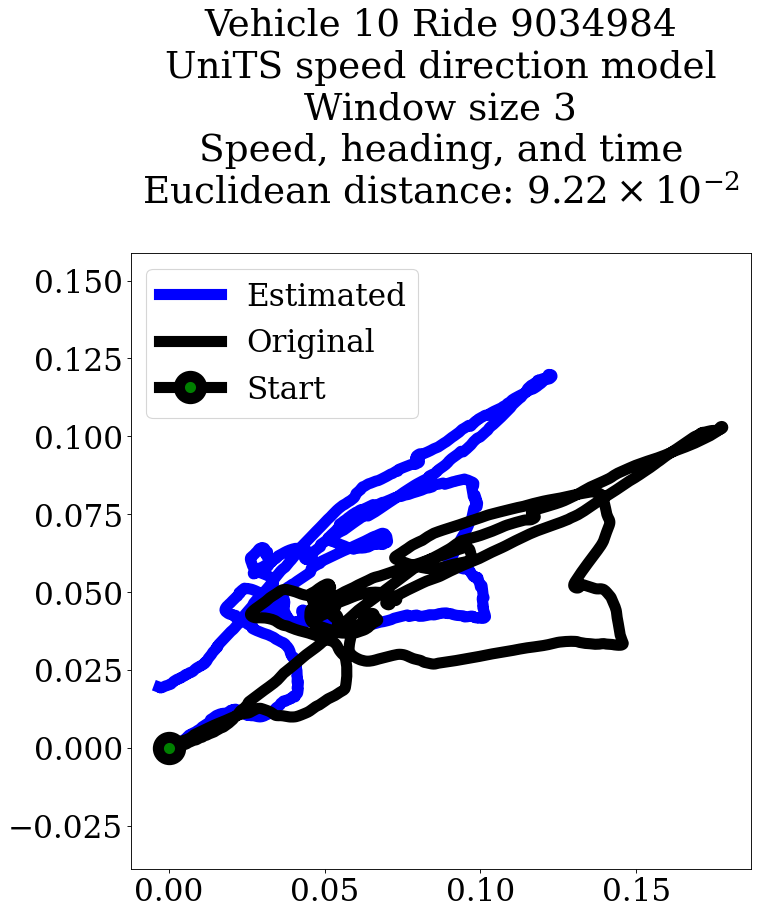 Vehicle 10 Ride 9034984
UniTS speed direction model
Window size 3
Speed, heading, and time
Euclidean distance: 9.22 × 10⁻²
0.150
0.125
0.100
0.075
0.050
0.025
0.000
−0.025
Estimated
Original
Start
0.00 0.05 0.10 0.15